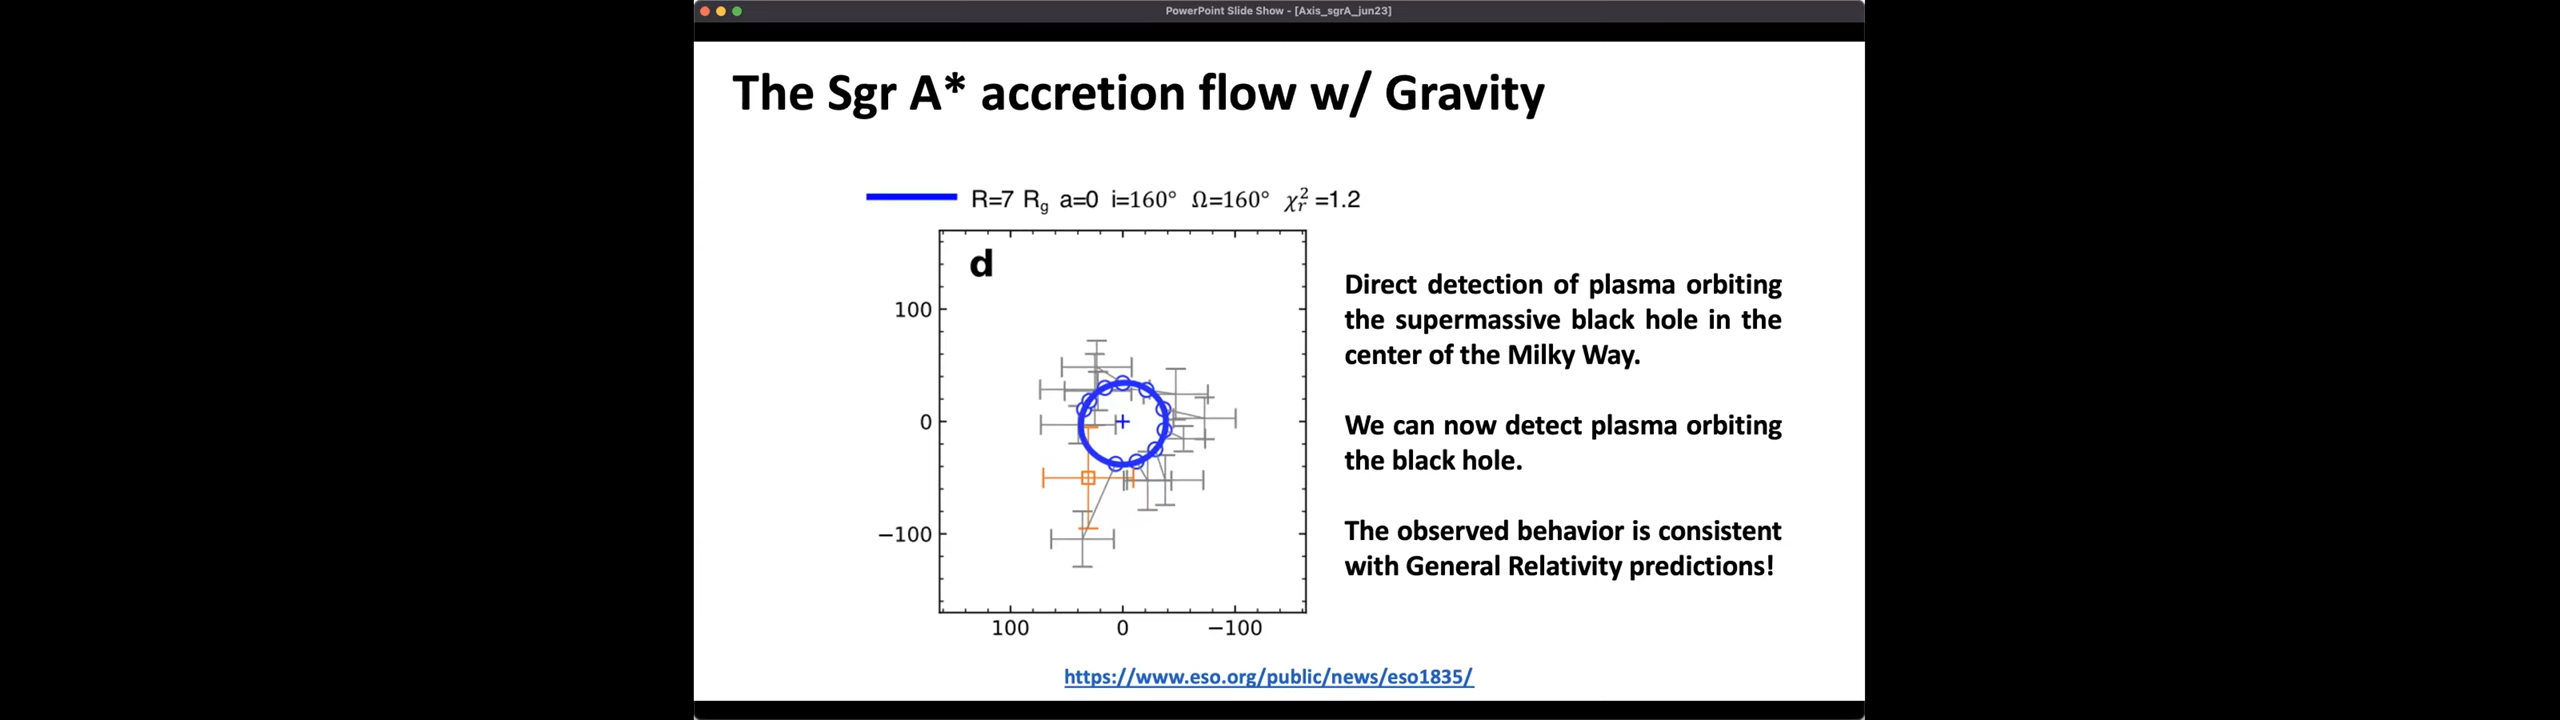 PowerPoint Slide Show - [Axis_sgrA_jun23]
The Sgr A* accretion flow w/ Gravity
R=7 Rg a=0 i=160° Ω=160° χ²r =1.2
d
100
0
−100
100 0 −100
Direct detection of plasma orbiting
the supermassive black hole in the
center of the Milky Way.
We can now detect plasma orbiting
the black hole.
The observed behavior is consistent
with General Relativity predictions!
https://www.eso.org/public/news/eso1835/